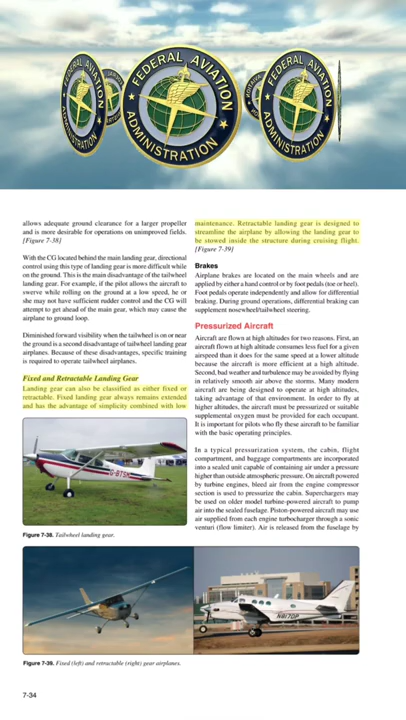 FEDERAL AVIATION
ADMINISTRATION
FEDERAL AVIATION
ADMINISTRATION
FEDERAL AVIATION
ADMINISTRATION
allows adequate ground clearance for a larger propeller
and is more desirable for operations on unimproved fields.
[Figure 7-38]
With the CG located behind the main landing gear, directional
control using this type of landing gear is more difficult while
on the ground. This is the main disadvantage of the tailwheel
landing gear. For example, if the pilot allows the aircraft to
swerve while rolling on the ground at a low speed, he or
she may not have sufficient rudder control and the CG will
attempt to get ahead of the main gear, which may cause the
airplane to ground loop.
Diminished forward visibility when the tailwheel is on or near
the ground is a second disadvantage of tailwheel landing gear
airplanes. Because of these disadvantages, specific training
is required to operate tailwheel airplanes.
Fixed and Retractable Landing Gear
Landing gear can also be classified as either fixed or
retractable. Fixed landing gear always remains extended
and has the advantage of simplicity combined with low
G-BTSH
Figure 7-38. Tailwheel landing gear.
maintenance. Retractable landing gear is designed to
streamline the airplane by allowing the landing gear to
be stowed inside the structure during cruising flight.
[Figure 7-39]
Brakes
Airplane brakes are located on the main wheels and are
applied by either a hand control or by foot pedals (toe or heel).
Foot pedals operate independently and allow for differential
braking. During ground operations, differential braking can
supplement nosewheel/tailwheel steering.
Pressurized Aircraft
Aircraft are flown at high altitudes for two reasons. First, an
aircraft flown at high altitude consumes less fuel for a given
airspeed than it does for the same speed at a lower altitude
because the aircraft is more efficient at a high altitude.
Second, bad weather and turbulence may be avoided by flying
in relatively smooth air above the storms. Many modern
aircraft are being designed to operate at high altitudes,
taking advantage of that environment. In order to fly at
higher altitudes, the aircraft must be pressurized or suitable
supplemental oxygen must be provided for each occupant.
It is important for pilots who fly these aircraft to be familiar
with the basic operating principles.
In a typical pressurization system, the cabin, flight
compartment, and baggage compartments are incorporated
into a sealed unit capable of containing air under a pressure
higher than outside atmospheric pressure. On aircraft powered
by turbine engines, bleed air from the engine compressor
section is used to pressurize the cabin. Superchargers may
be used on older model turbine-powered aircraft to pump
air into the sealed fuselage. Piston-powered aircraft may use
air supplied from each engine turbocharger through a sonic
venturi (flow limiter). Air is released from the fuselage by
N817DP
Figure 7-39. Fixed (left) and retractable (right) gear airplanes.
7-34